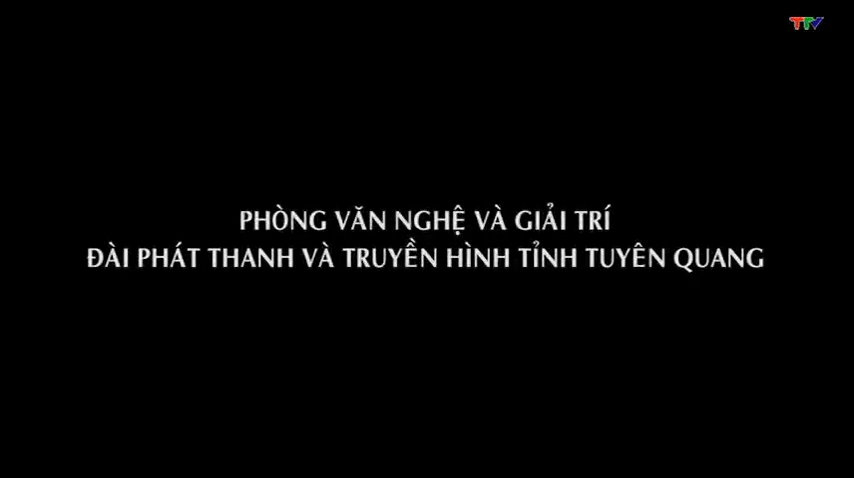 TTV
PHÒNG VĂN NGHỆ VÀ GIẢI TRÍ
ĐÀI PHÁT THANH VÀ TRUYỀN HÌNH TỈNH TUYÊN QUANG